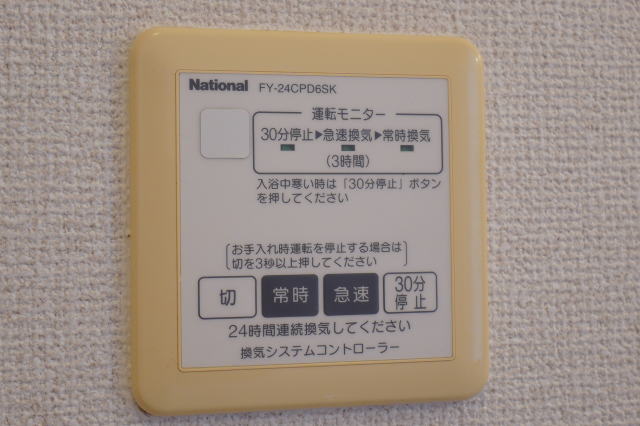 National FY-24CPD6SK
運転モニター
30分停止▶急速換気▶常時換気
(3時間)
入浴中寒い時は「30分停止」ボタン
を押してください
お手入れ時運転を停止する場合は
切を3秒以上押してください
切 常時 急速 30分
停止
24時間連続換気してください
換気システムコントローラー